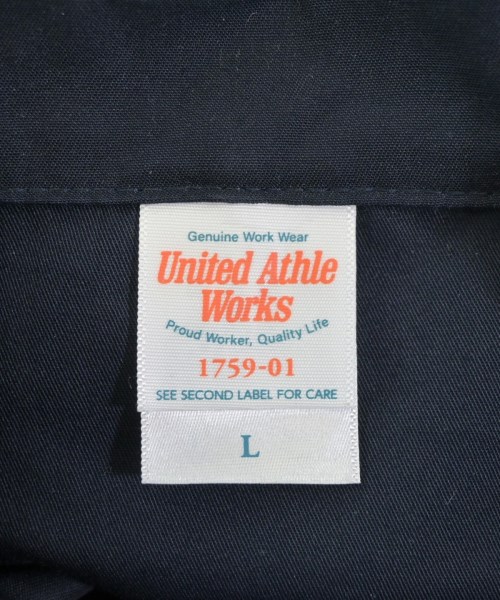 Genuine Work Wear
United Athle
Works
Proud Worker, Quality Life
1759-01
SEE SECOND LABEL FOR CARE
L